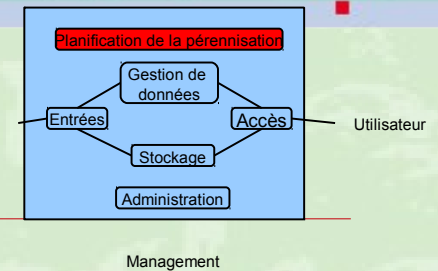 Planification de la pérennisation
Gestion de
données
Entrées
Accès
Utilisateur
Stockage
Administration
Management